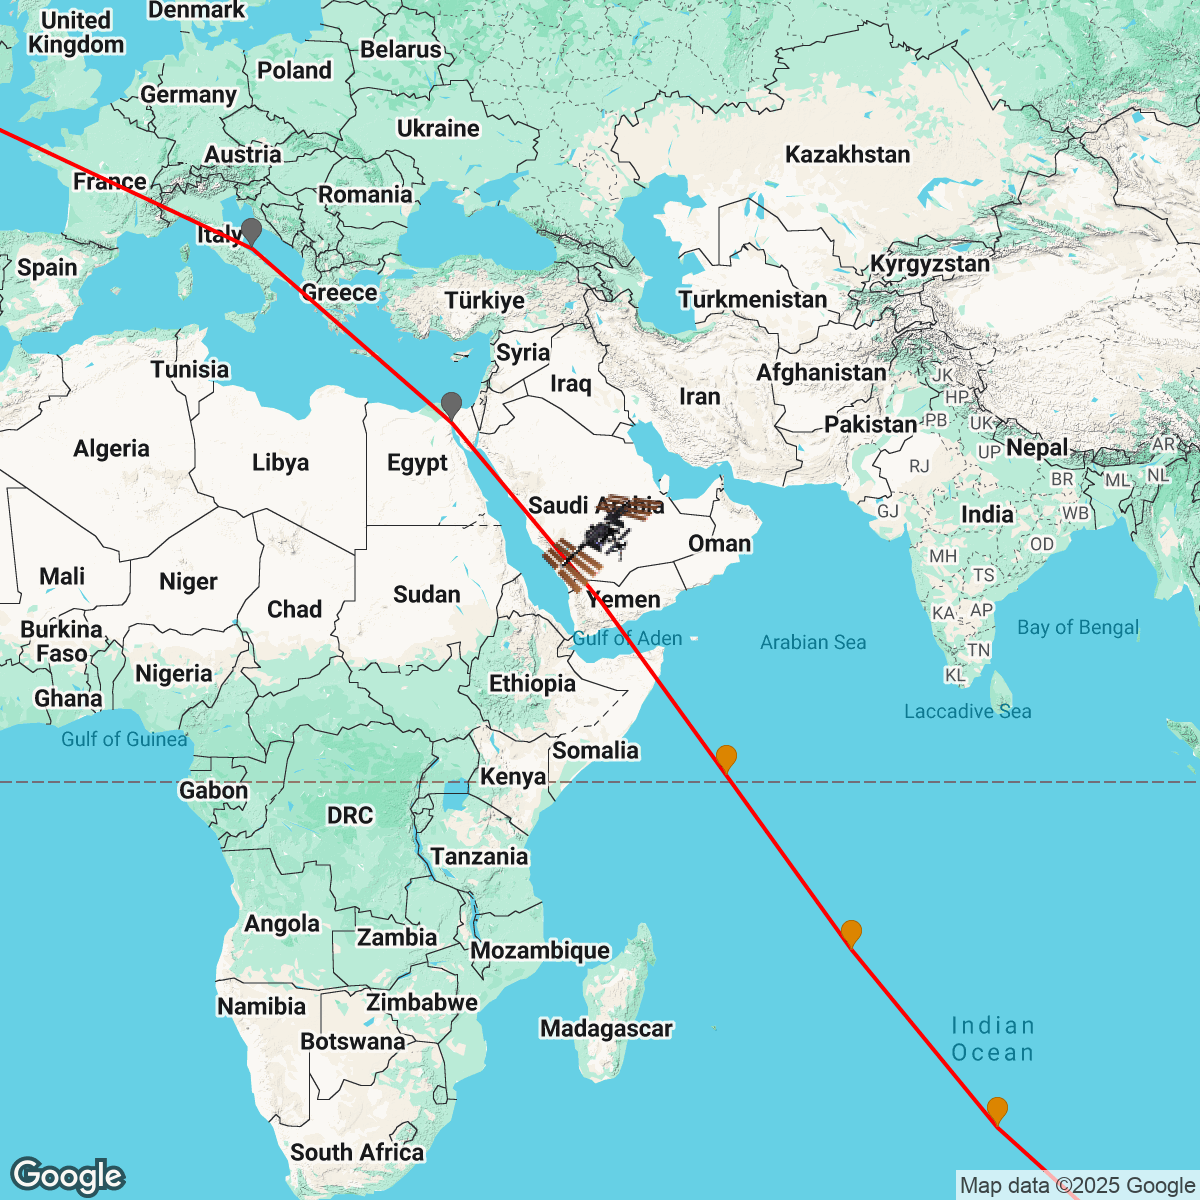 Denmark
United
Kingdom
Belarus
Poland
Germany
Ukraine
Austria
Kazakhstan
France
Romania
Italy
Spain
Kyrgyzstan
Greece
Türkiye
Turkmenistan
Syria
Tunisia
Iraq
Afghanistan
JK
Iran
HP
Pakistan
PB
UK
Algeria
Nepal
AR
UP
Libya
Egypt
RJ
NL
BR
ML
Saudi Arabia
GJ
India
WB
Oman
OD
MH
Mali
Niger
TS
Sudan
Yemen
Chad
KA
AP
Burkina
Faso
Gulf of Aden
Arabian Sea
Bay of Bengal
TN
Nigeria
KL
Ethiopia
Ghana
Laccadive Sea
Gulf of Guinea
Somalia
Kenya
Gabon
DRC
Tanzania
Angola
Zambia
Mozambique
Namibia
Zimbabwe
Madagascar
Indian
Ocean
Botswana
South Africa
Google
Map data ©2025 Google